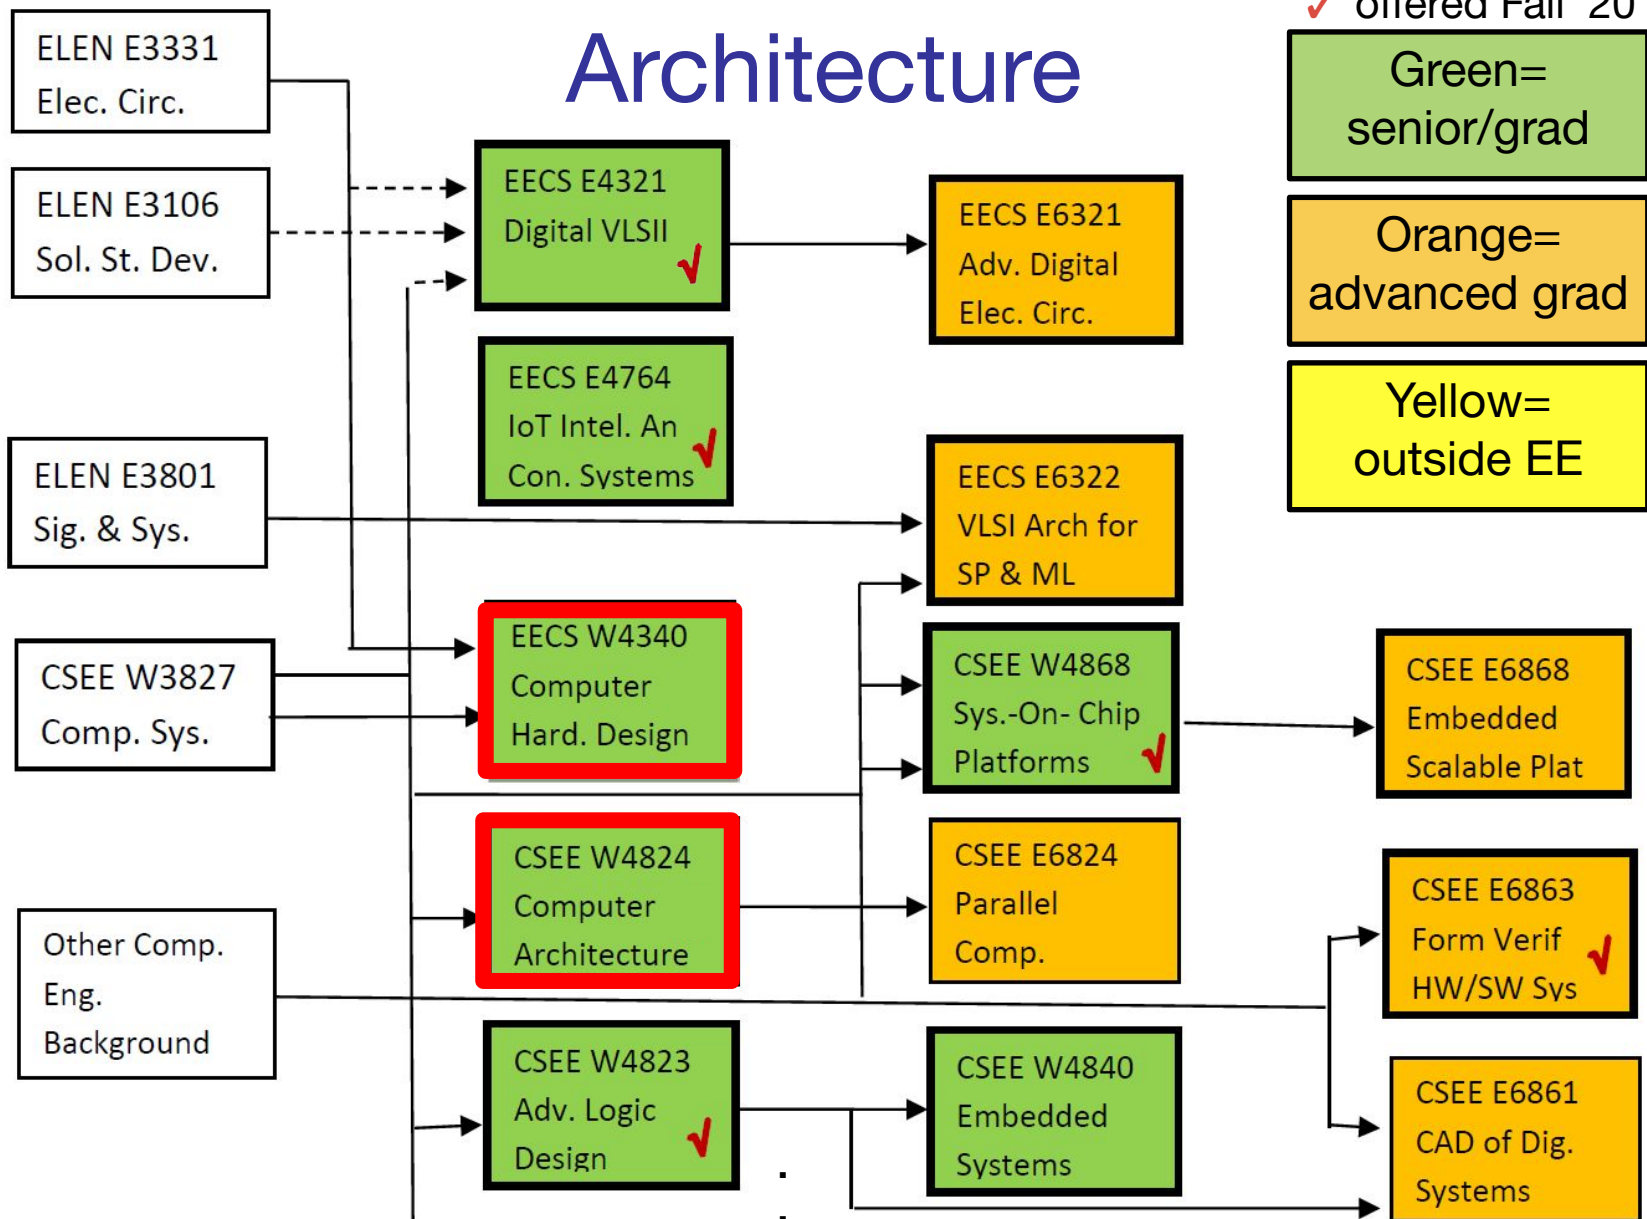 ✓ offered Fall '20
Architecture
Green=
senior/grad
Orange=
advanced grad
Yellow=
outside EE
ELEN E3331
Elec. Circ.
ELEN E3106
Sol. St. Dev.
ELEN E3801
Sig. & Sys.
CSEE W3827
Comp. Sys.
Other Comp.
Eng.
Background
EECS E4321
Digital VLSII
√
EECS E4764
IoT Intel. An
Con. Systems
√
EECS W4340
Computer
Hard. Design
CSEE W4824
Computer
Architecture
CSEE W4823
Adv. Logic
Design
√
EECS E6321
Adv. Digital
Elec. Circ.
EECS E6322
VLSI Arch for
SP & ML
CSEE W4868
Sys.-On- Chip
Platforms
√
CSEE E6824
Parallel
Comp.
CSEE W4840
Embedded
Systems
CSEE E6868
Embedded
Scalable Plat
CSEE E6863
Form Verif
HW/SW Sys
√
CSEE E6861
CAD of Dig.
Systems